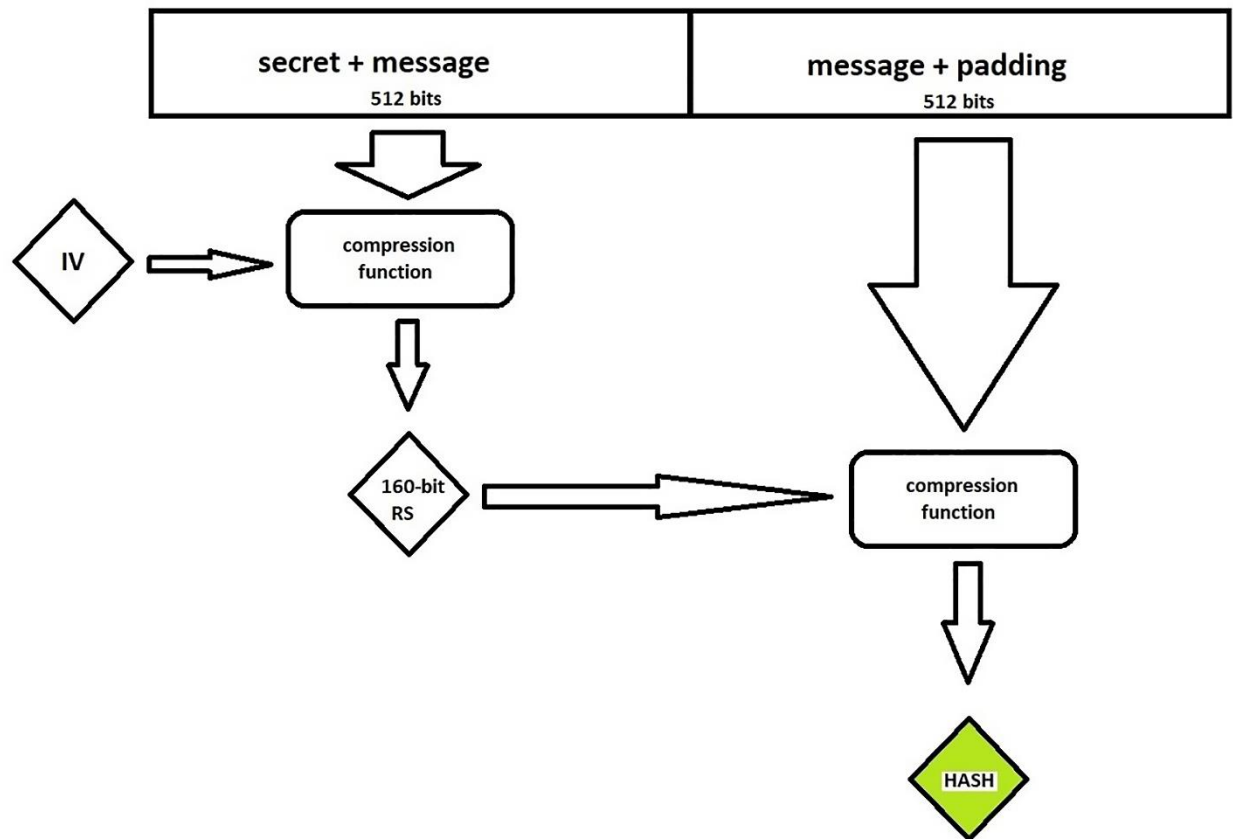 secret + message
512 bits
message + padding
512 bits
IV
compression
function
160-bit
RS
compression
function
HASH